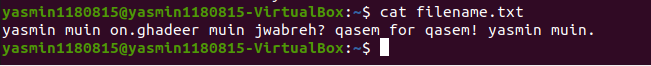 yasmin1180815@yasmin1180815-VirtualBox:~$ cat filename.txt
yasmin muin on.ghadeer muin jwabreh? qasem for qasem! yasmin muin.
yasmin1180815@yasmin1180815-VirtualBox:~$